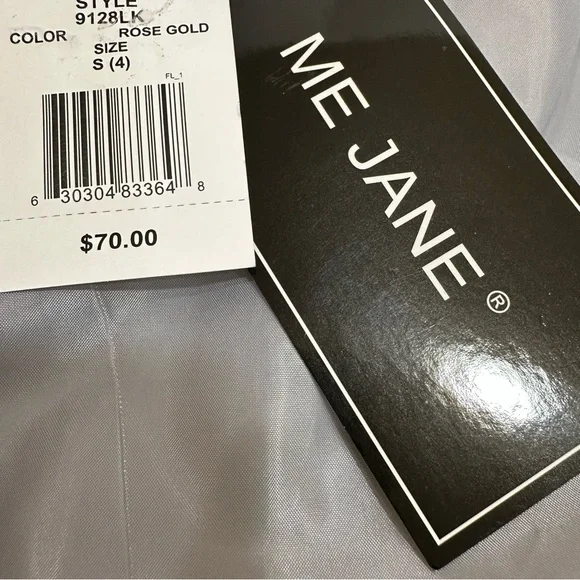 STYLE
9128LK
COLOR ROSE GOLD
SIZE
S (4)
FL_1
6 30304 83364 8
$70.00
ME JANE®